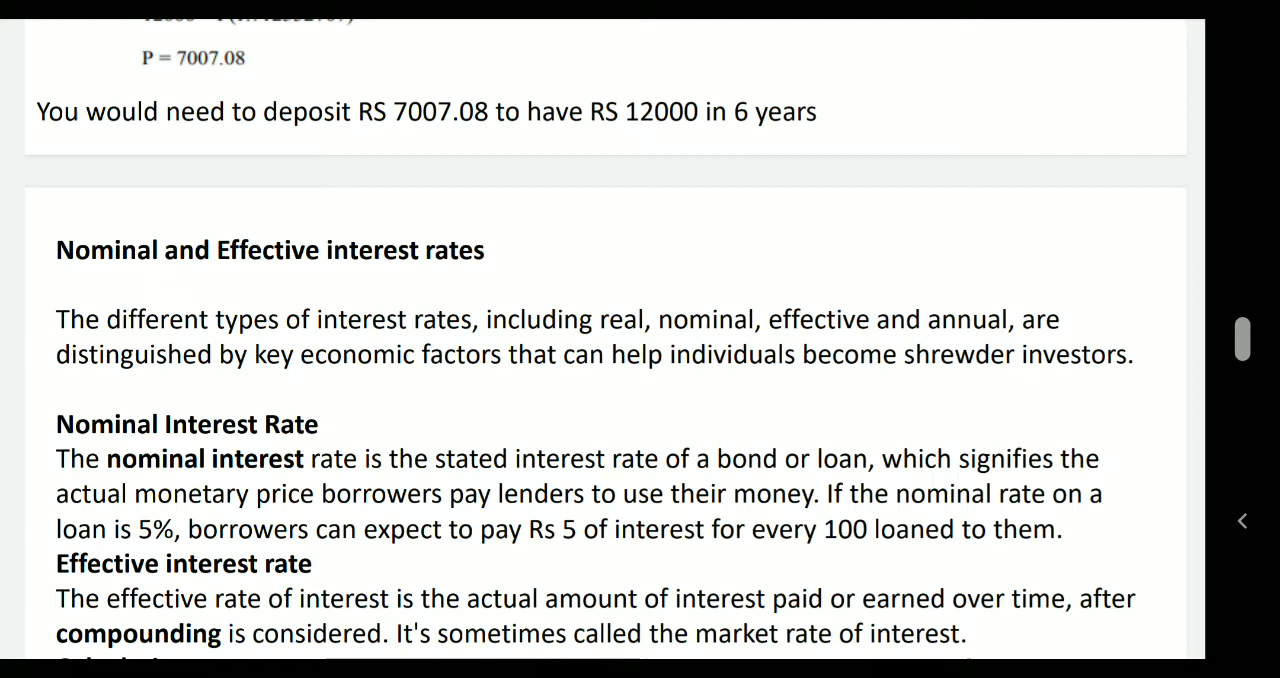 P = 7007.08
You would need to deposit RS 7007.08 to have RS 12000 in 6 years
Nominal and Effective interest rates
The different types of interest rates, including real, nominal, effective and annual, are
distinguished by key economic factors that can help individuals become shrewder investors.
Nominal Interest Rate
The nominal interest rate is the stated interest rate of a bond or loan, which signifies the
actual monetary price borrowers pay lenders to use their money. If the nominal rate on a
loan is 5%, borrowers can expect to pay Rs 5 of interest for every 100 loaned to them.
Effective interest rate
The effective rate of interest is the actual amount of interest paid or earned over time, after
compounding is considered. It's sometimes called the market rate of interest.